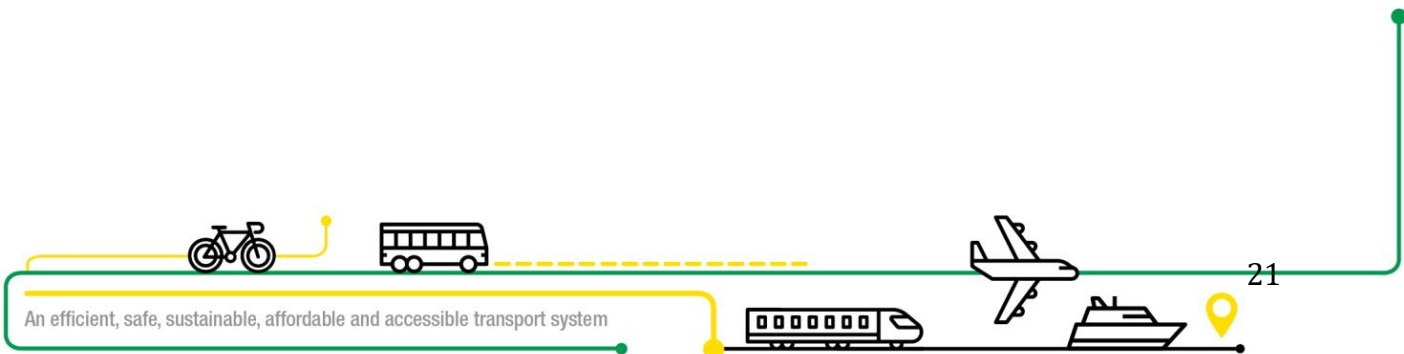 21
An efficient, safe, sustainable, affordable and accessible transport system